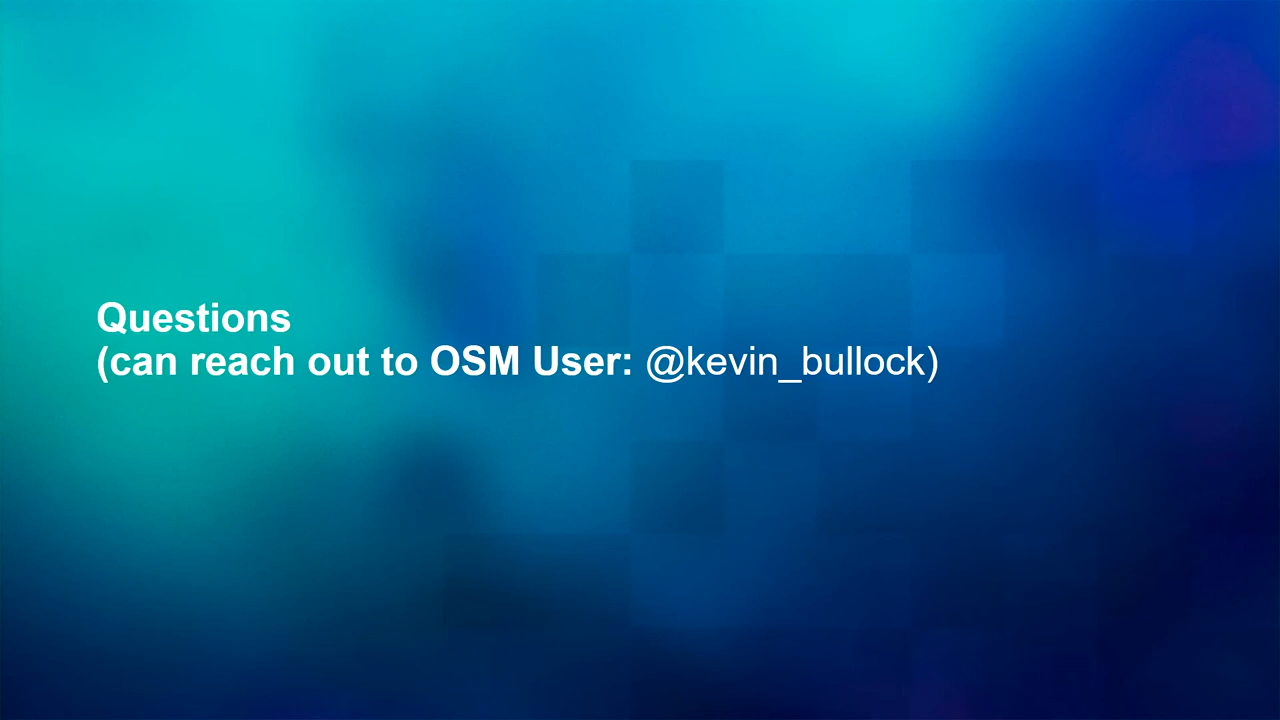 Questions
(can reach out to OSM User: @kevin_bullock)